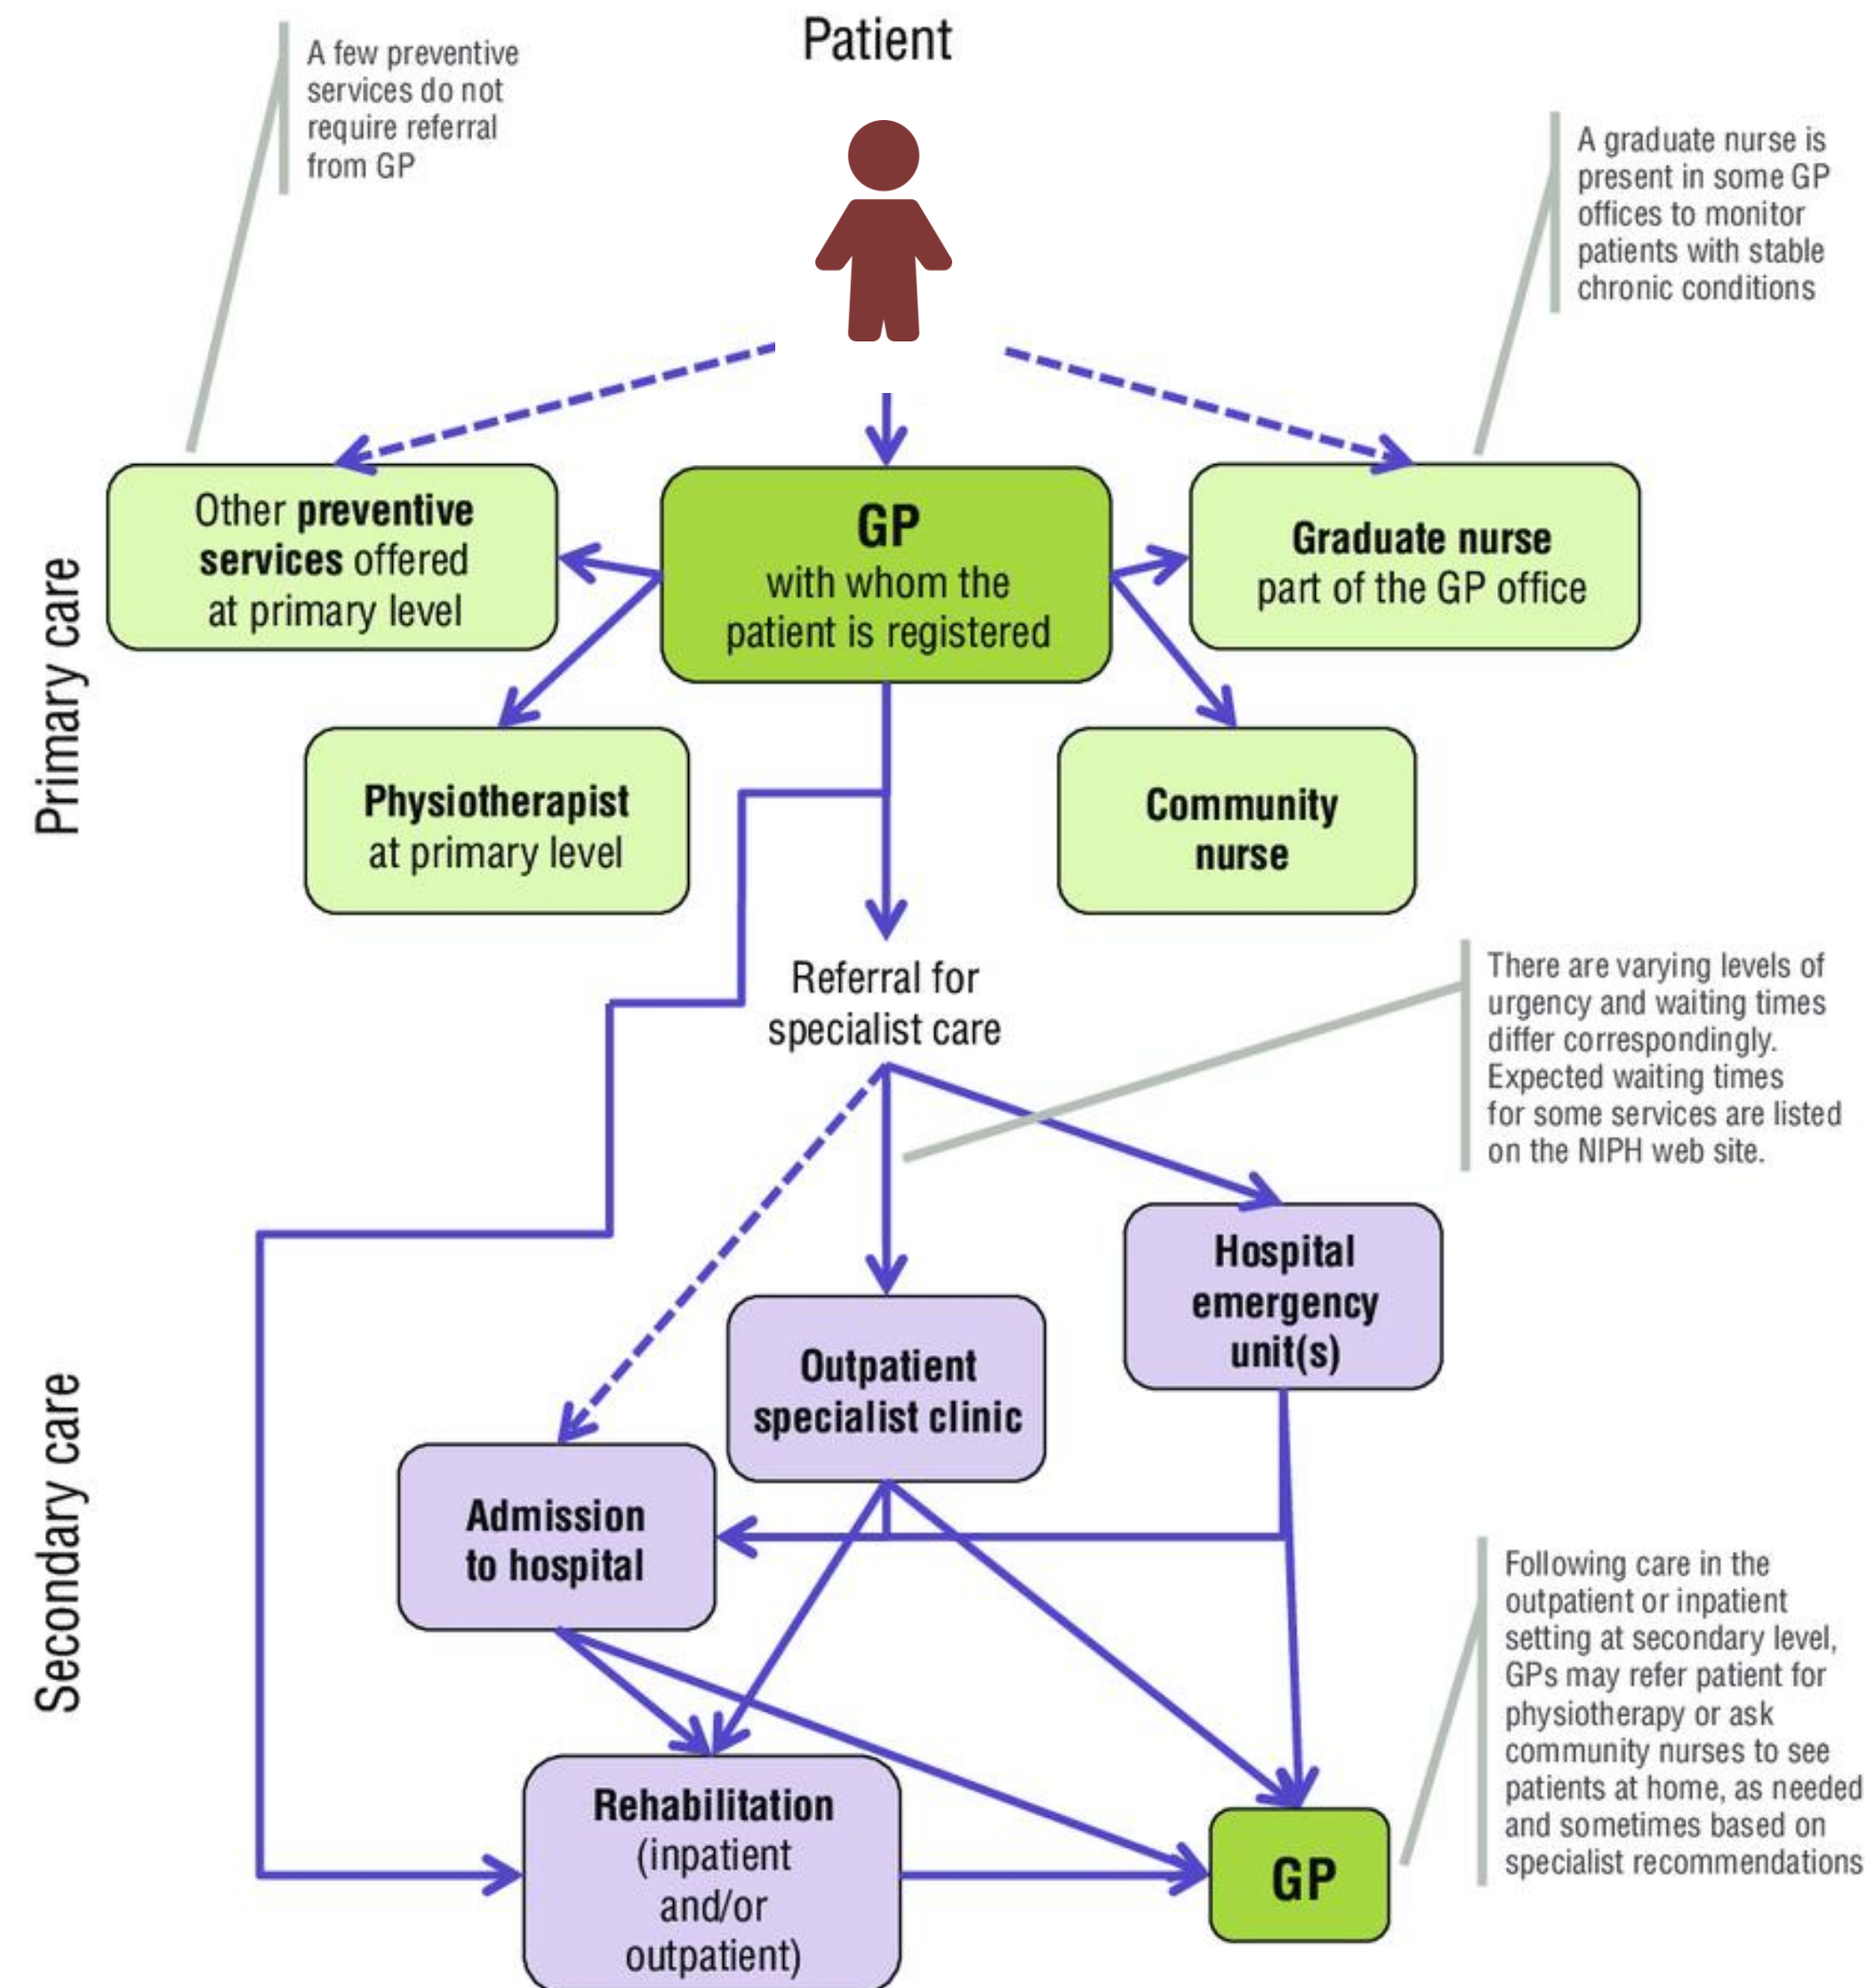 Patient
A few preventive
services do not
require referral
from GP
A graduate nurse is
present in some GP
offices to monitor
patients with stable
chronic conditions
Primary care
Other preventive
services offered
at primary level
GP
with whom the
patient is registered
Graduate nurse
part of the GP office
Physiotherapist
at primary level
Community
nurse
Referral for
specialist care
There are varying levels of
urgency and waiting times
differ correspondingly.
Expected waiting times
for some services are listed
on the NIPH web site.
Secondary care
Hospital
emergency
unit(s)
Outpatient
specialist clinic
Admission
to hospital
Following care in the
outpatient or inpatient
setting at secondary level,
GPs may refer patient for
physiotherapy or ask
community nurses to see
patients at home, as needed
and sometimes based on
specialist recommendations
Rehabilitation
(inpatient
and/or
outpatient)
GP